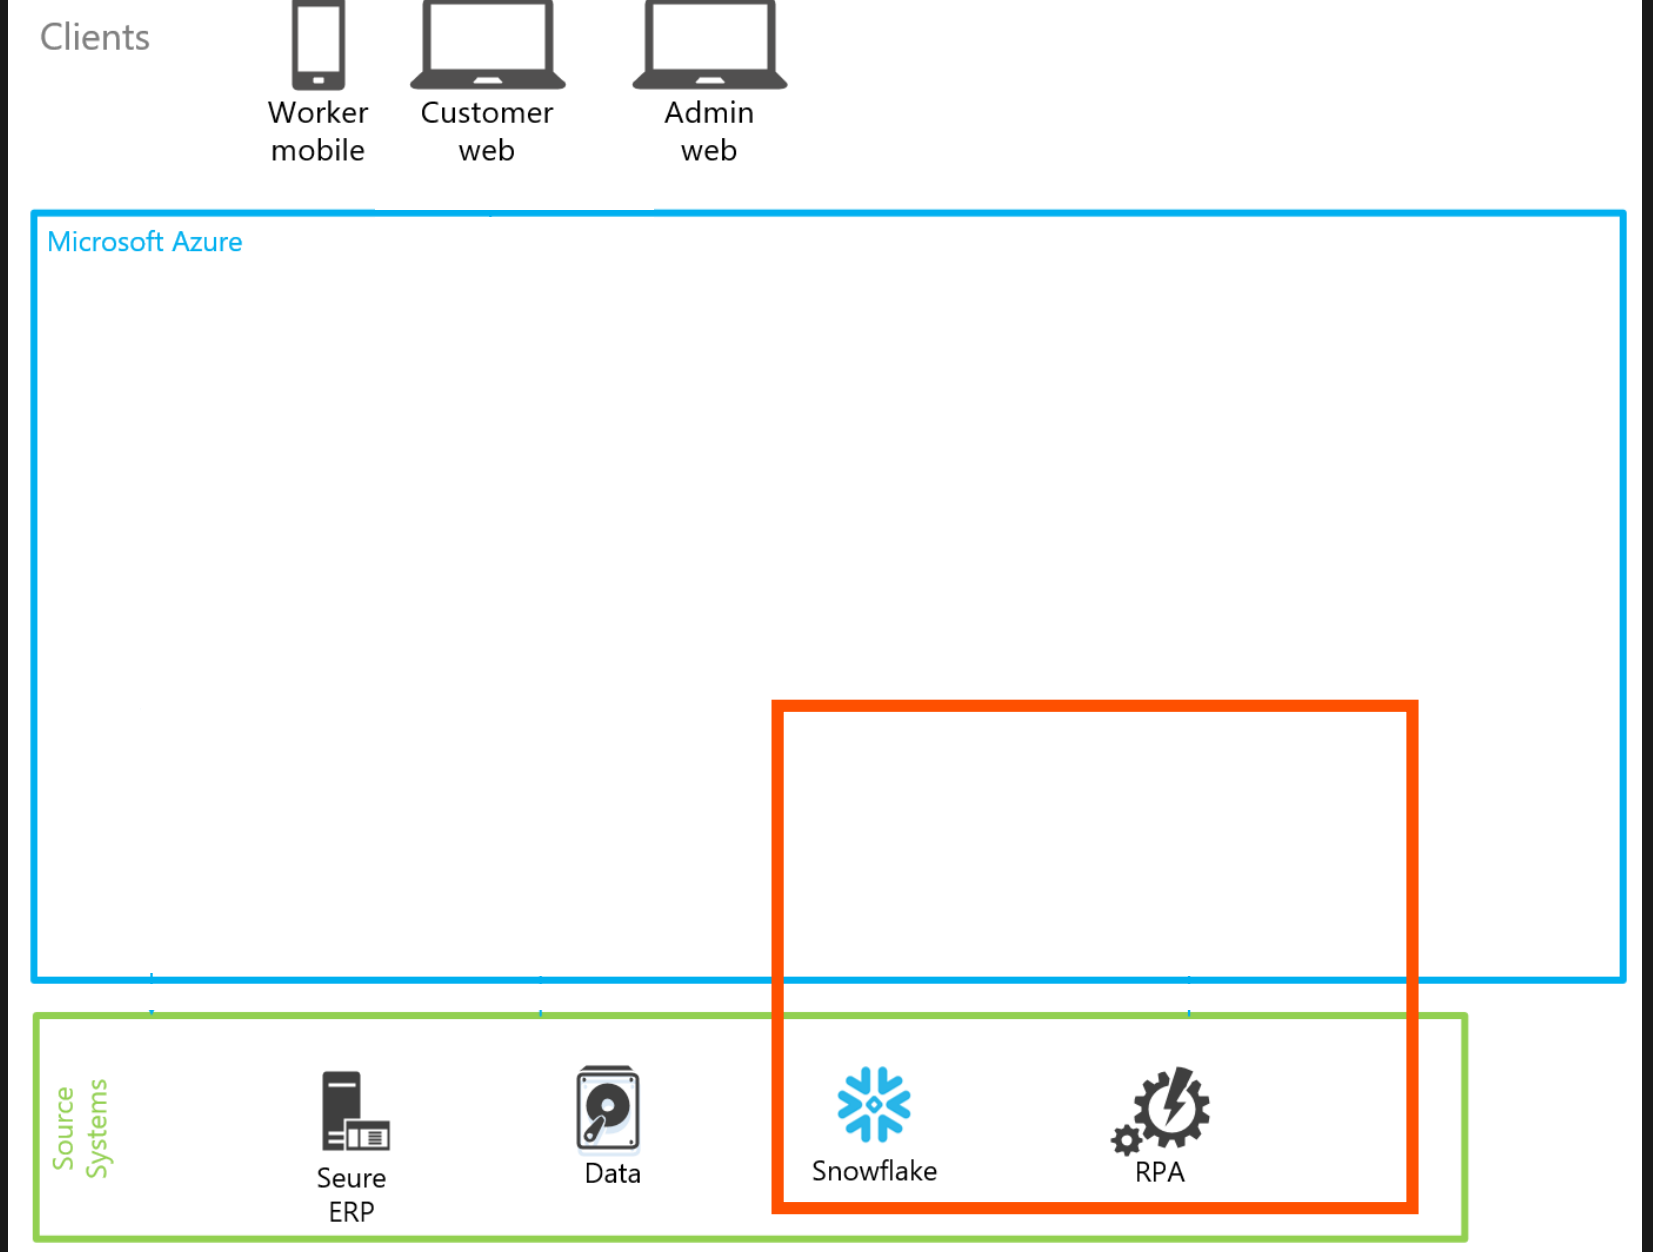 Clients
Worker
mobile
Customer
web
Admin
web
Microsoft Azure
Source
Systems
Seure
ERP
Data
Snowflake
RPA